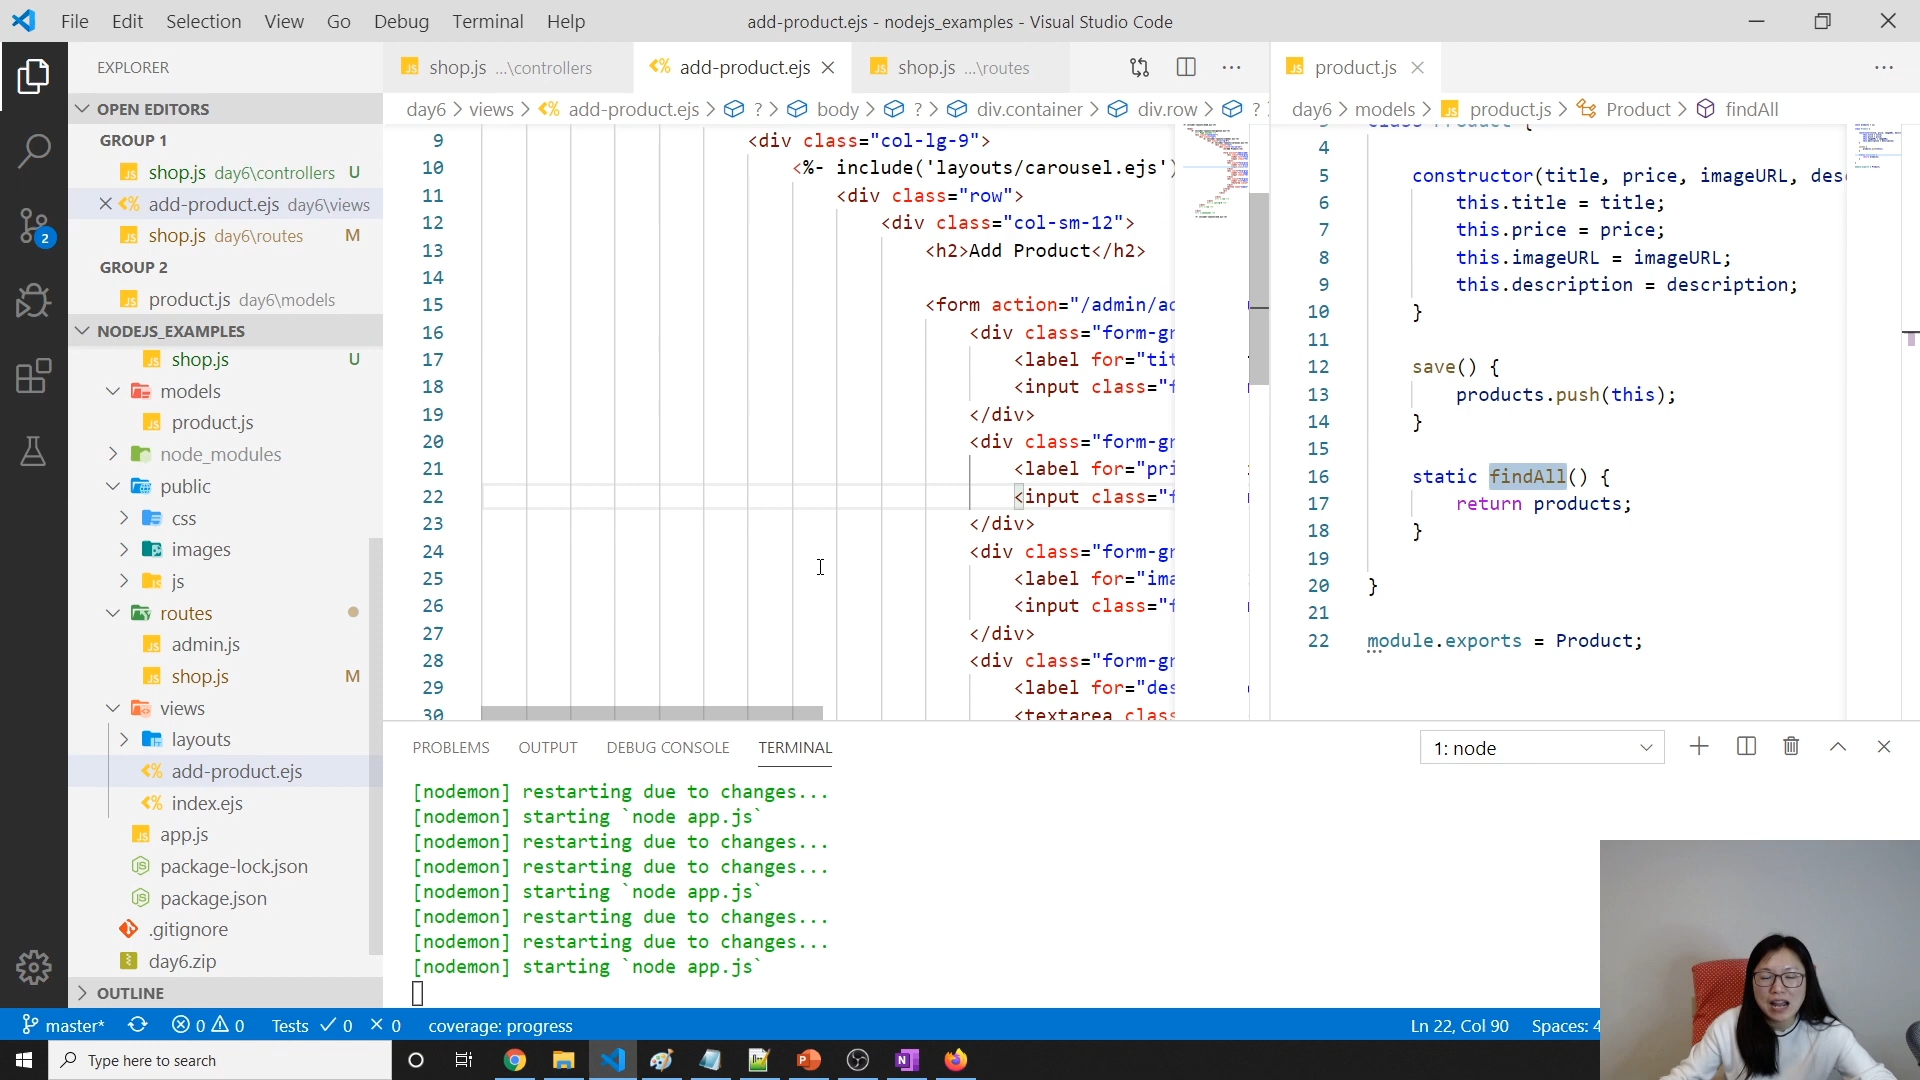 File Edit Selection View Go Debug Terminal Help
add-product.ejs - nodejs_examples - Visual Studio Code
EXPLORER
OPEN EDITORS
GROUP 1
shop.js day6\controllers U
add-product.ejs day6\views
shop.js day6\routes M
GROUP 2
product.js day6\models
NODEJS_EXAMPLES
shop.js U
models
product.js
node_modules
public
css
images
js
routes
admin.js
shop.js M
views
layouts
add-product.ejs
index.ejs
app.js
package-lock.json
package.json
.gitignore
day6.zip
OUTLINE
2
shop.js ...\controllers
add-product.ejs
shop.js ...\routes
day6 > views > add-product.ejs > ? > body > ? > div.container > div.row > ?
9 <div class="col-lg-9">
10 <%- include('layouts/carousel.ejs')
11 <div class="row">
12 <div class="col-sm-12">
13 <h2>Add Product</h2>
14
15 <form action="/admin/ac
16 <div class="form-gr
17 <label for="tit
18 <input class="f
19 </div>
20 <div class="form-gr
21 <label for="pri
22 <input class="f
23 </div>
24 <div class="form-gr
25 <label for="ima
26 <input class="f
27 </div>
28 <div class="form-gr
29 <label for="des
30 <textarea class
product.js
day6 > models > product.js > Product > findAll
4
5 constructor(title, price, imageURL, desc
6 this.title = title;
7 this.price = price;
8 this.imageURL = imageURL;
9 this.description = description;
10 }
11
12 save() {
13 products.push(this);
14 }
15
16 static findAll() {
17 return products;
18 }
19
20 }
21
22 module.exports = Product;
PROBLEMS OUTPUT DEBUG CONSOLE TERMINAL
1: node
[nodemon] restarting due to changes...
[nodemon] starting `node app.js`
[nodemon] restarting due to changes...
[nodemon] restarting due to changes...
[nodemon] starting `node app.js`
[nodemon] restarting due to changes...
[nodemon] restarting due to changes...
[nodemon] starting `node app.js`
master* 0 0 Tests 0 0 coverage: progress
Ln 22, Col 90 Spaces: 4
Type here to search